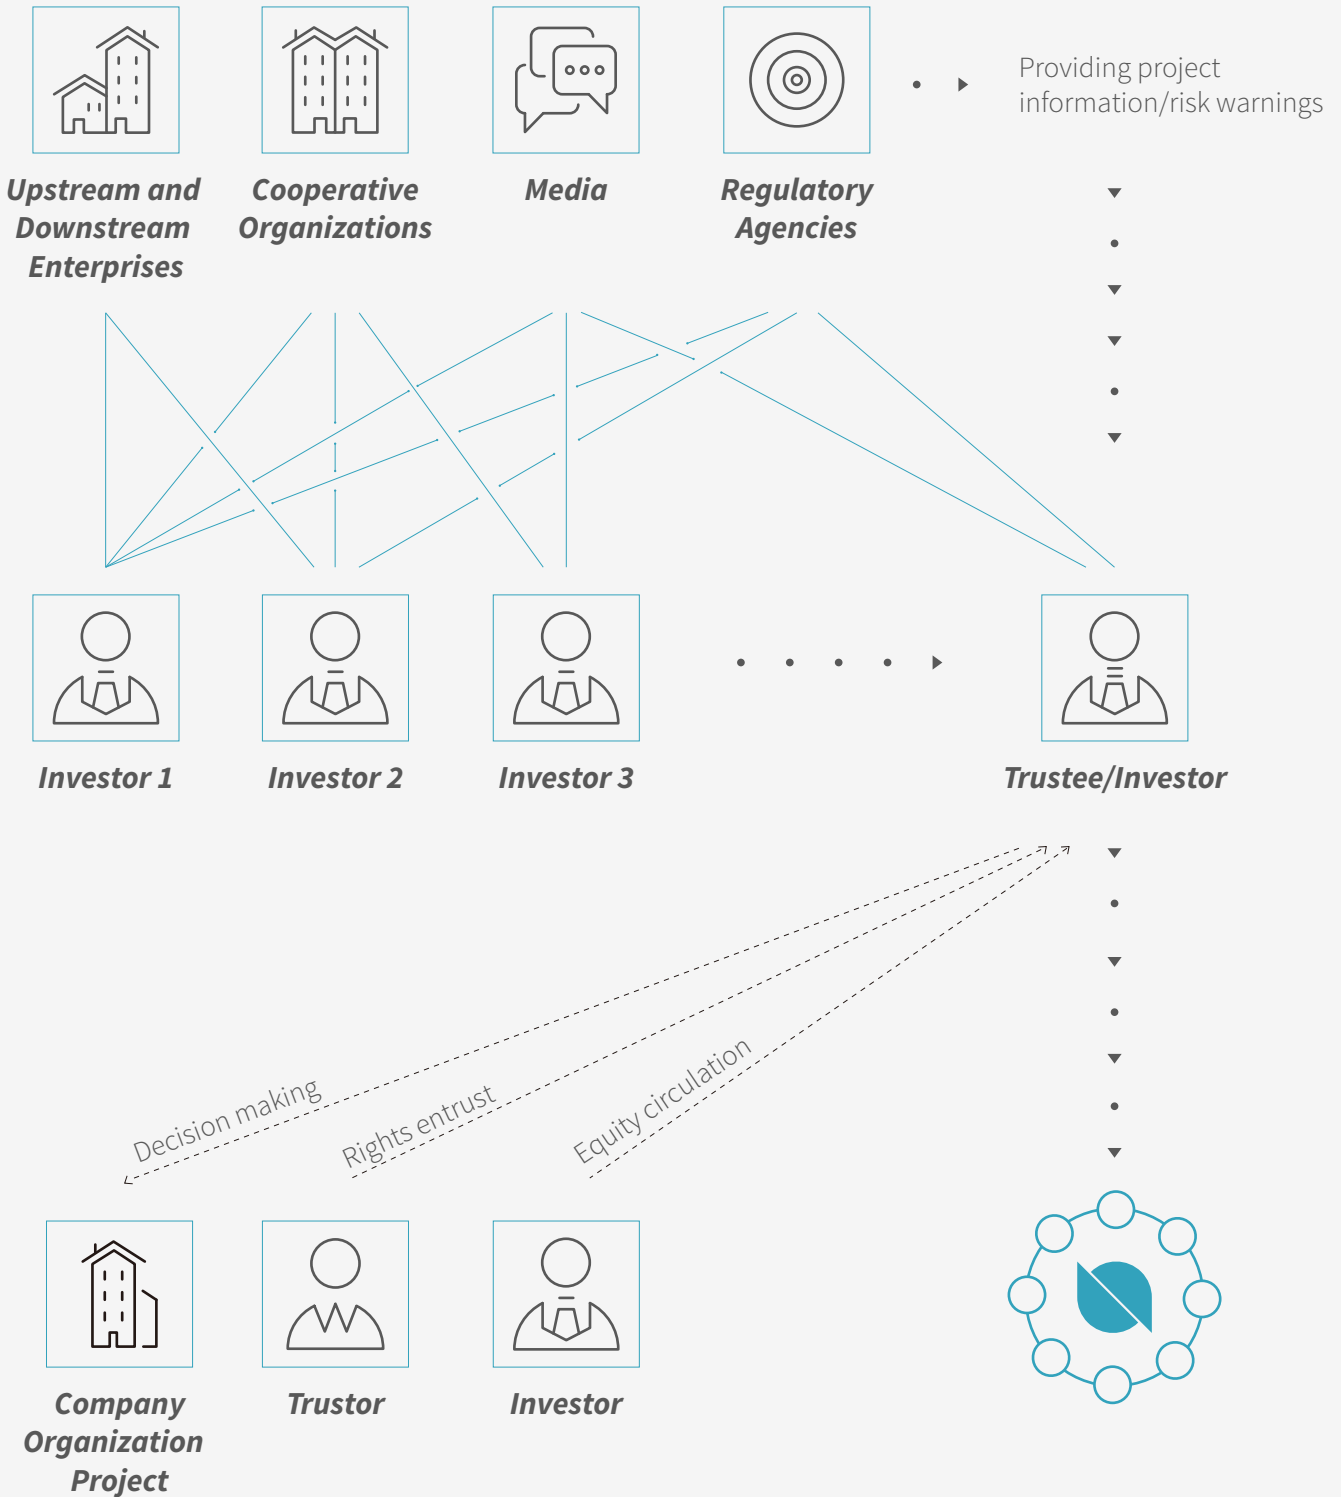 Providing project
information/risk warnings
Upstream and
Downstream
Enterprises
Cooperative
Organizations
Media
Regulatory
Agencies
Investor 1
Investor 2
Investor 3
Trustee/Investor
Decision making
Rights entrust
Equity circulation
Company
Organization
Project
Trustor
Investor